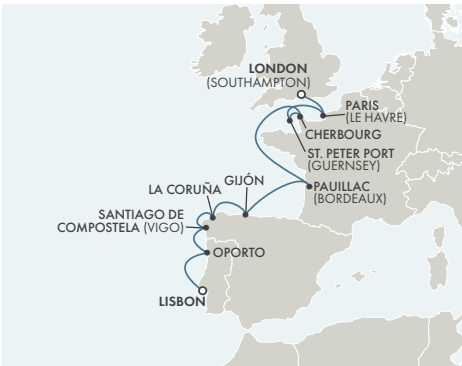 LONDON
(SOUTHAMPTON)
PARIS
(LE HAVRE)
CHERBOURG
ST. PETER PORT
(GUERNSEY)
PAUILLAC
(BORDEAUX)
GIJÓN
LA CORUÑA
SANTIAGO DE
COMPOSTELA (VIGO)
OPORTO
LISBON